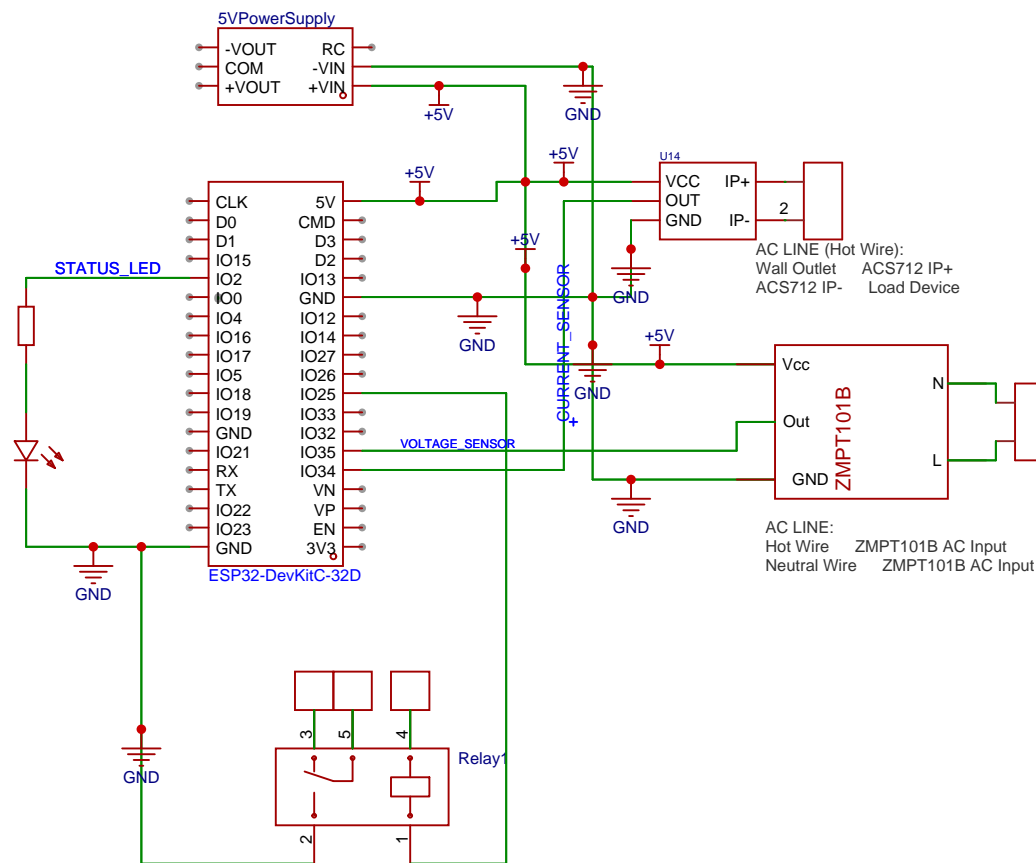 5VPowerSupply
-VOUT RC
COM -VIN
+VOUT +VIN
+5V
GND
+5V
+5V
U14
VCC IP+
OUT
GND IP-
2
+5V
GND
AC LINE (Hot Wire):
Wall Outlet ACS712 IP+
ACS712 IP- Load Device
CLK 5V
D0 CMD
D1 D3
IO15 D2
IO2 IO13
IO0 GND
IO4 IO12
IO16 IO14
IO17 IO27
IO5 IO26
IO18 IO25
IO19 IO33
GND IO32
IO21 IO35
RX IO34
TX VN
IO22 VP
IO23 EN
GND 3V3
ESP32-DevKitC-32D
STATUS_LED
GND
CURRENT_SENSOR
+
+5V
GND
VOLTAGE_SENSOR
Vcc
N
Out
L
GND
ZMPT101B
GND
AC LINE:
Hot Wire ZMPT101B AC Input
Neutral Wire ZMPT101B AC Input
GND
GND
3 5 4
Relay1
2 1